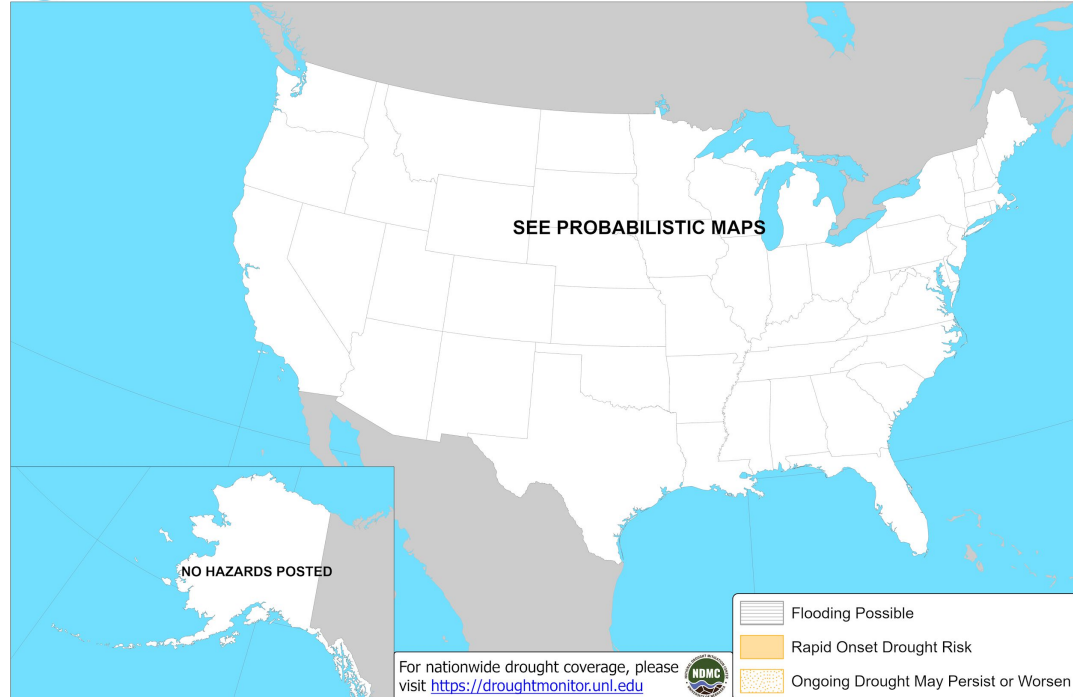 SEE PROBABILISTIC MAPS
NO HAZARDS POSTED
For nationwide drought coverage, please
visit https://droughtmonitor.unl.edu
NDMC
Flooding Possible
Rapid Onset Drought Risk
Ongoing Drought May Persist or Worsen